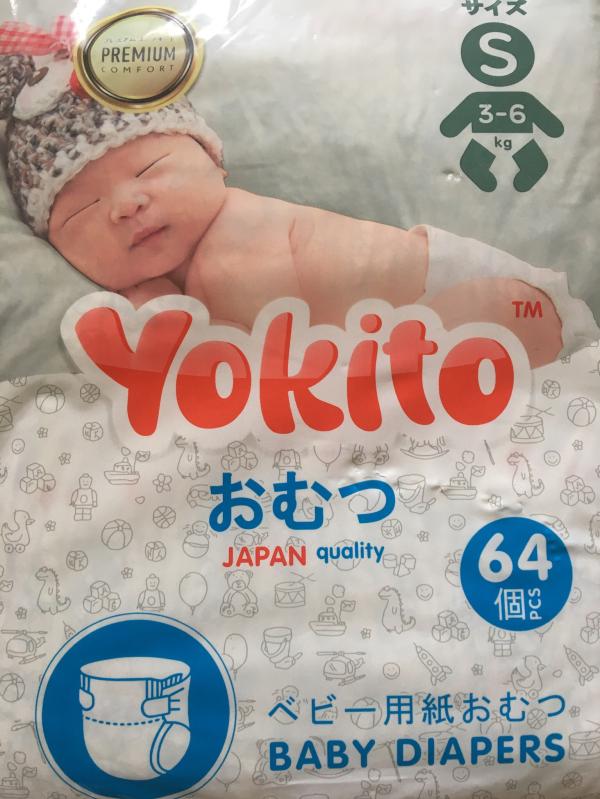 サイズ
S
3-6
kg
PREMIUM
COMFORT
Yokito TM
おむつ
JAPAN quality
64
個 PCS
ベビー用紙おむつ
BABY DIAPERS